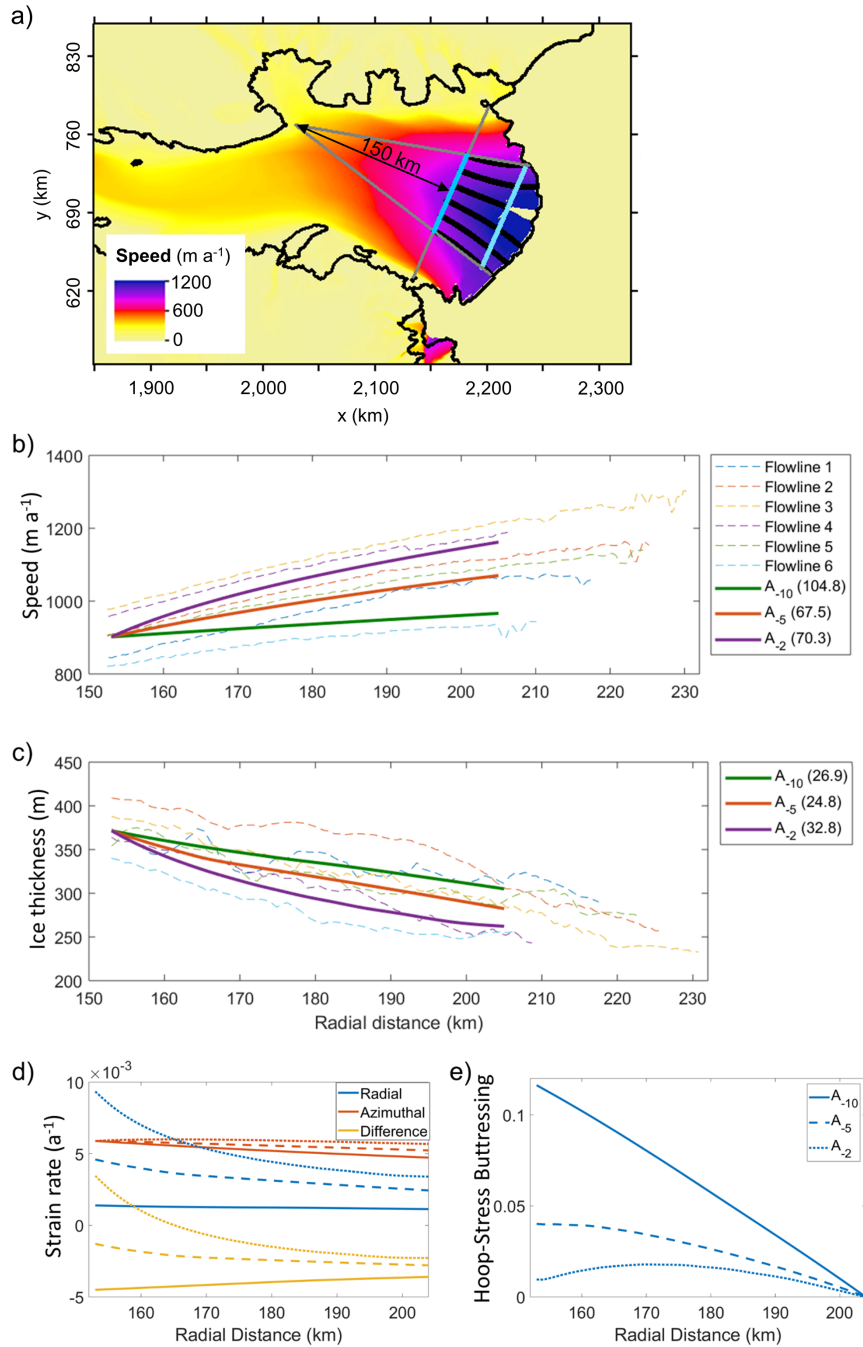 a)
830
760
690
620
y (km)
150 km
Speed (m a⁻¹)
1200
600
0
1,900
2,000
2,100
2,200
2,300
x (km)
b)
1400
1200
1000
800
Speed (m a⁻¹)
150
160
170
180
190
200
210
220
230
Flowline 1
Flowline 2
Flowline 3
Flowline 4
Flowline 5
Flowline 6
A₋₁₀ (104.8)
A₋₅ (67.5)
A₋₂ (70.3)
c)
450
400
350
300
250
200
Ice thickness (m)
150
160
170
180
190
200
210
220
230
Radial distance (km)
A₋₁₀ (26.9)
A₋₅ (24.8)
A₋₂ (32.8)
d)
×10⁻³
10
5
0
-5
Strain rate (a⁻¹)
160
170
180
190
200
Radial Distance (km)
Radial
Azimuthal
Difference
e)
0.1
0.05
0
Hoop-Stress Buttressing
160
170
180
190
200
Radial Distance (km)
A₋₁₀
A₋₅
A₋₂